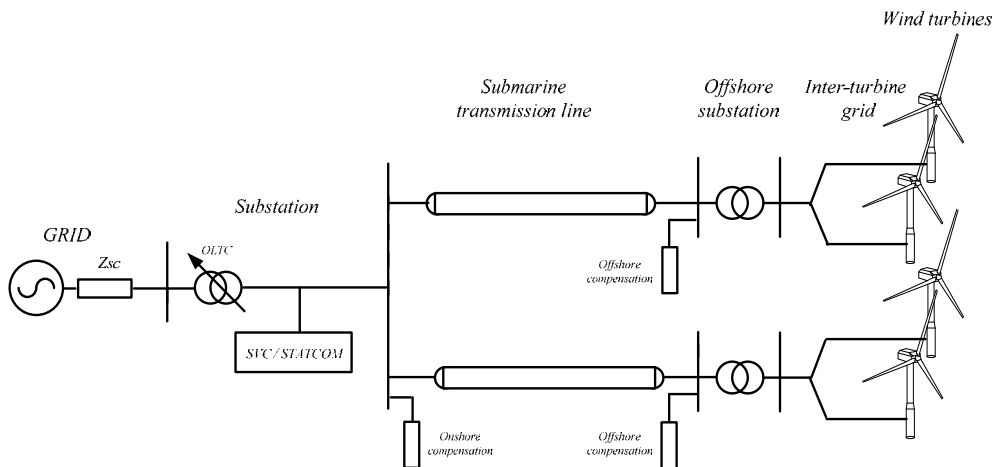 Wind turbines
Submarine
transmission line
Offshore
substation
Inter-turbine
grid
Substation
GRID
Zsc
OLTC
Offshore
compensation
SVC / STATCOM
Onshore
compensation
Offshore
compensation